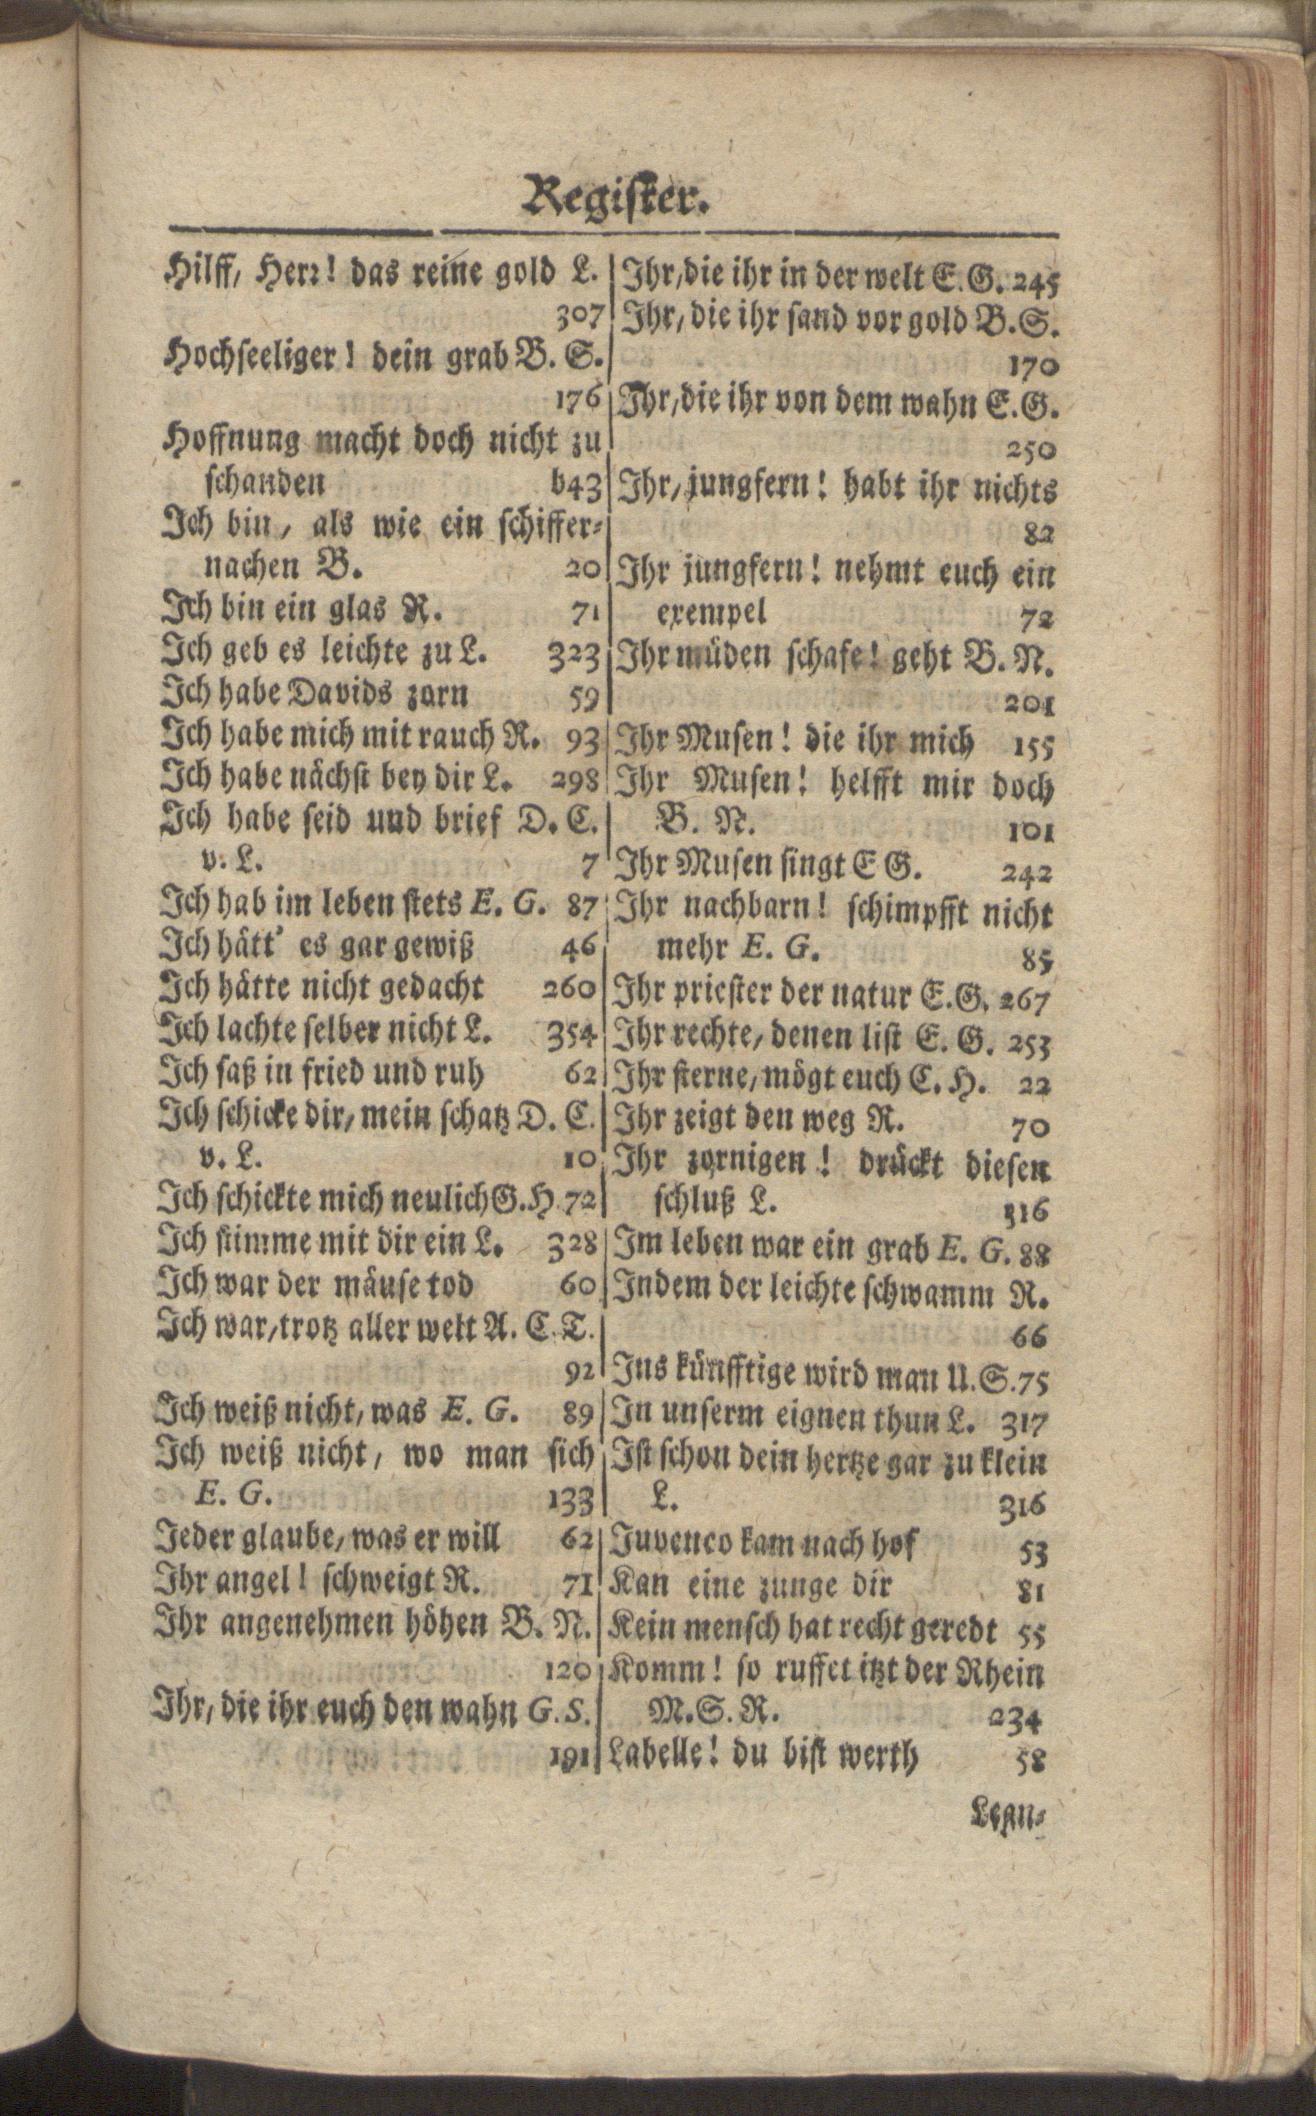 Register.
Hilff, Herꝛ! das reine gold L.
307
Hochseeliger! dein grab B. S.
176
Hoffnung macht doch nicht zu
schanden b43
Ich bin, als wie ein schiffer-
nachen B. 20
Ich bin ein glas R. 71
Ich geb es leichte zu L. 323
Ich habe Davids zorn 59
Ich habe mich mit rauch R. 93
Ich habe nächst bey dir L. 298
Ich habe seid und brief D. C.
v. L. 7
Ich hab im leben stets E. G. 87
Ich hätt' es gar gewiß 46
Ich hätte nicht gedacht 260
Ich lachte selber nicht L. 354
Ich saß in fried und ruh 62
Ich schicke dir, mein schatz D. C.
v. L. 10
Ich schickte mich neulich G. H 72
Ich stimme mit dir ein L. 328
Ich war der mäuse tod 60
Ich war, trotz aller welt A. C. T.
92
Ich weiß nicht, was E. G. 89
Ich weiß nicht, wo man sich
E. G. 133
Jeder glaube, was er will 62
Ihr angel! schweigt R. 71
Ihr angenehmen höhen B. N.
120
Ihr, die ihr euch den wahn G. S.
191
Ihr, die ihr in der welt E. G. 245
Ihr, die ihr sand vor gold B. S.
170
Ihr, die ihr von dem wahn E. G.
250
Ihr, jungfern! habt ihr nichts
82
Ihr jungfern! nehmt euch ein
exempel 72
Ihr müden schafe! geht B. N.
201
Ihr Musen! die ihr mich 155
Ihr Musen! helfft mir doch
B. N. 101
Ihr Musen singt E G. 242
Ihr nachbarn! schimpfft nicht
mehr E. G. 85
Ihr priester der natur E. G. 267
Ihr rechte, denen list E. G. 253
Ihr sterne, mögt euch C. H. 22
Ihr zeigt den weg R. 70
Ihr zornigen! drückt diesen
schluß L. 316
Im leben war ein grab E. G. 88
Indem der leichte schwamm R.
66
Ins künfftige wird man U. S. 75
In unserm eignen thun L. 317
Ist schon dein hertze gar zu klein
L. 316
Juvenco kam nach hof 53
Kan eine zunge dir 81
Kein mensch hat recht geredt 55
Komm! so ruffet itzt der Rhein
M. S. R. 234
Labelle! du bist werth 58
Lean-